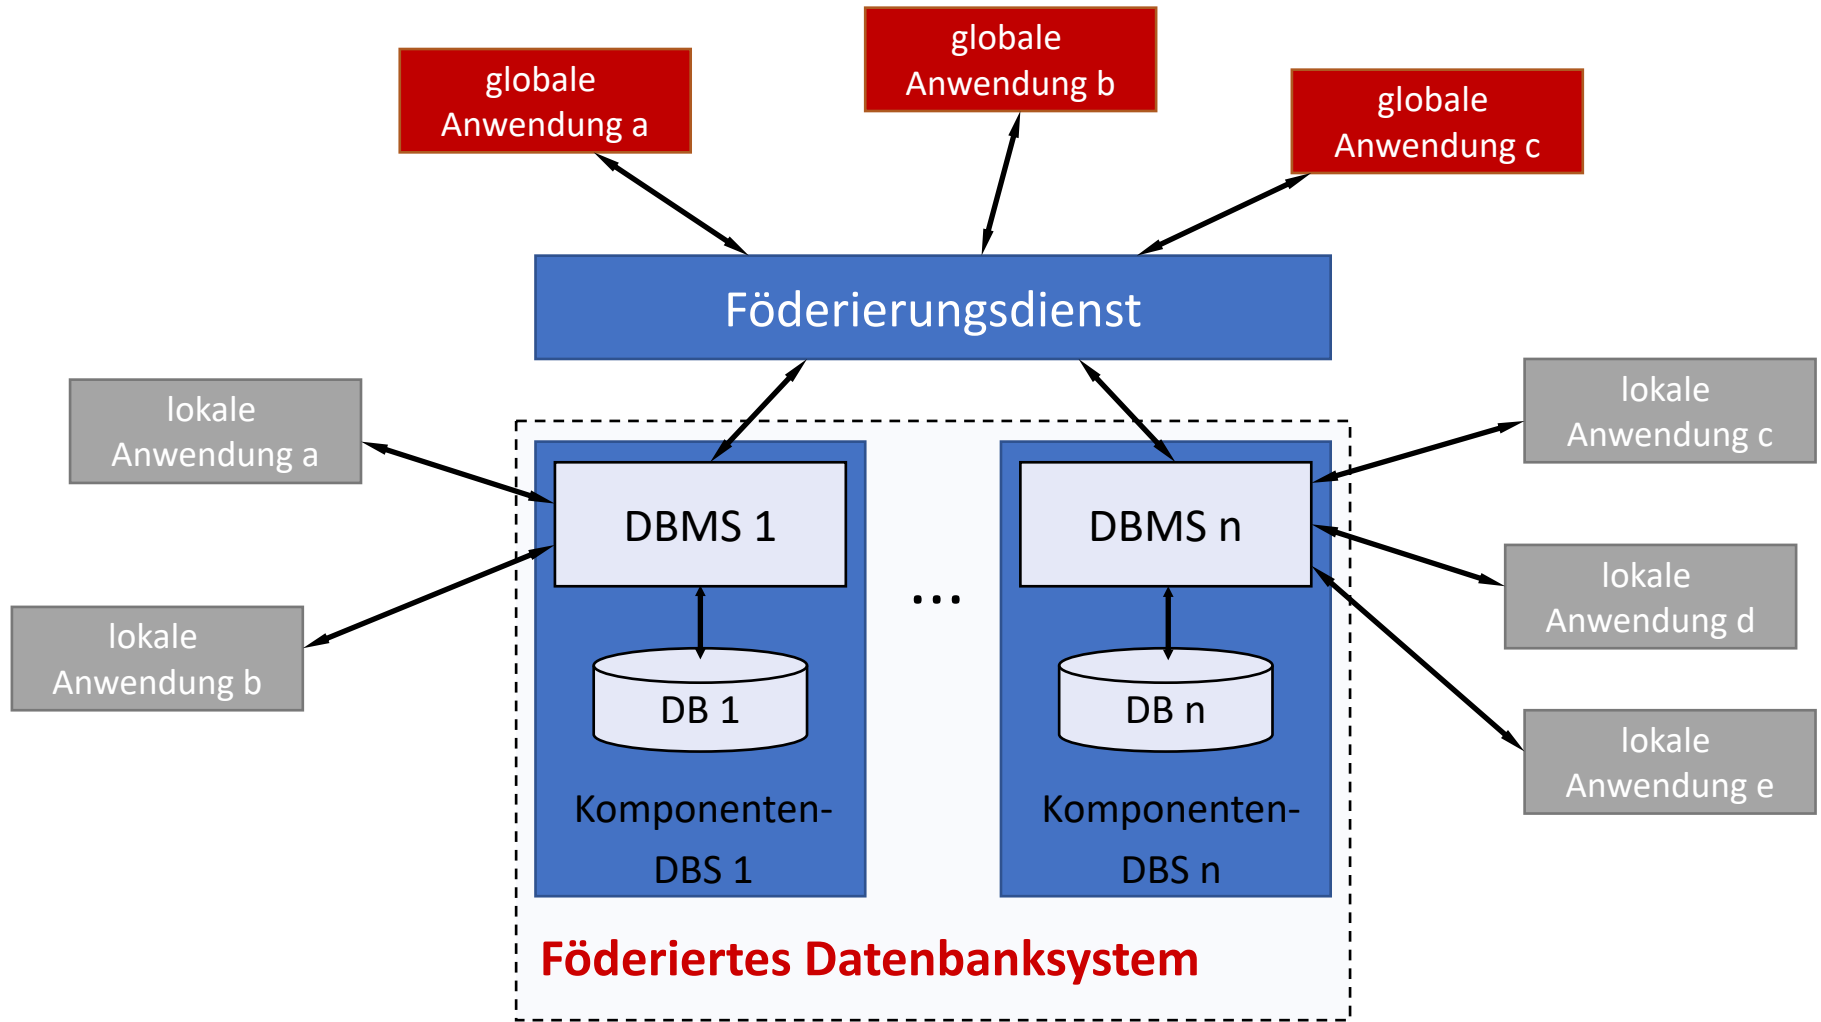 globale
Anwendung a
globale
Anwendung b
globale
Anwendung c
Föderierungsdienst
lokale
Anwendung a
lokale
Anwendung b
DBMS 1
DB 1
Komponenten-
DBS 1
...
DBMS n
DB n
Komponenten-
DBS n
lokale
Anwendung c
lokale
Anwendung d
lokale
Anwendung e
Föderiertes Datenbanksystem